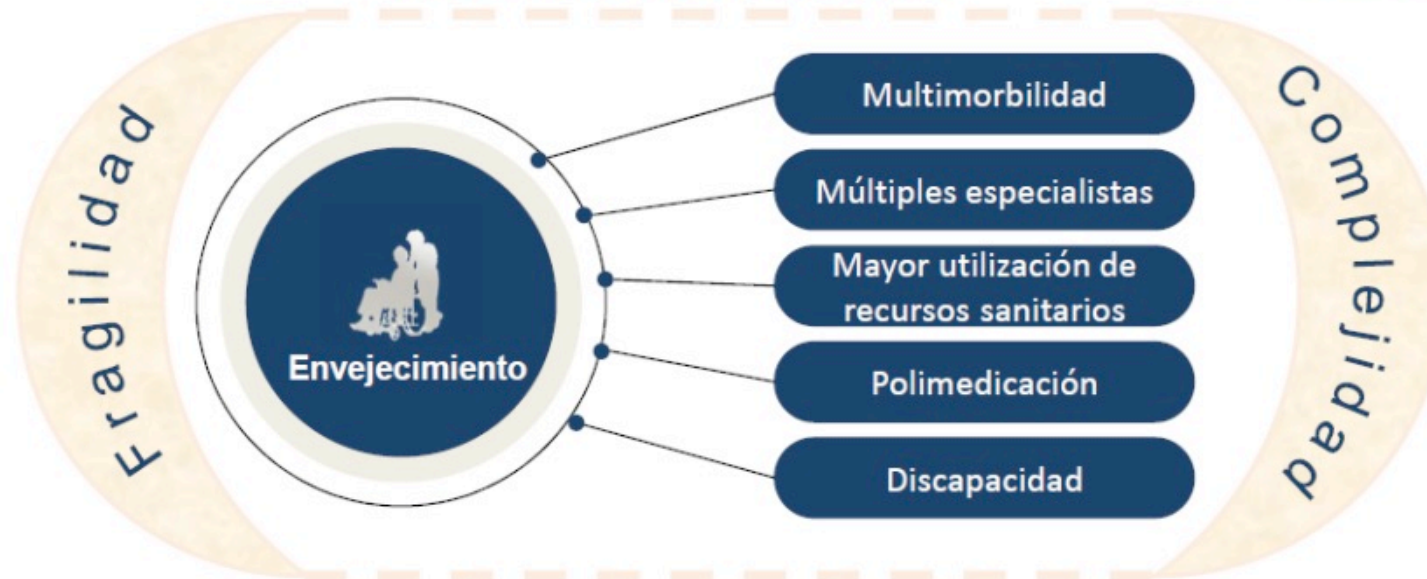 Fragilidad
Envejecimiento
Multimorbilidad
Múltiples especialistas
Mayor utilización de
recursos sanitarios
Polimedicación
Discapacidad
Complejidad